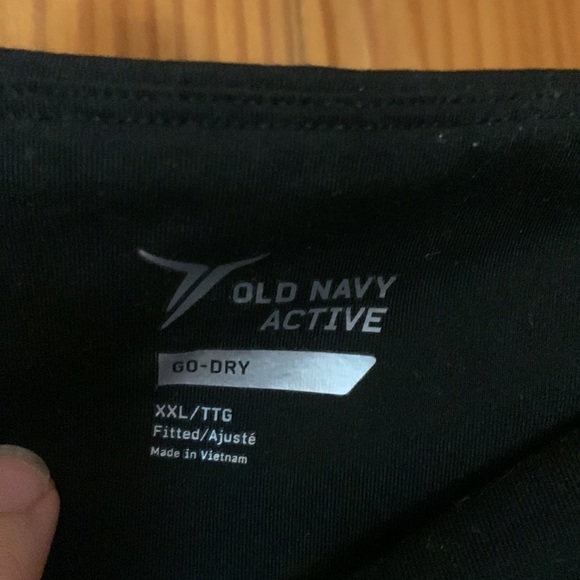 OLD NAVY
ACTIVE
GO-DRY
XXL/TTG
Fitted/Ajusté
Made in Vietnam